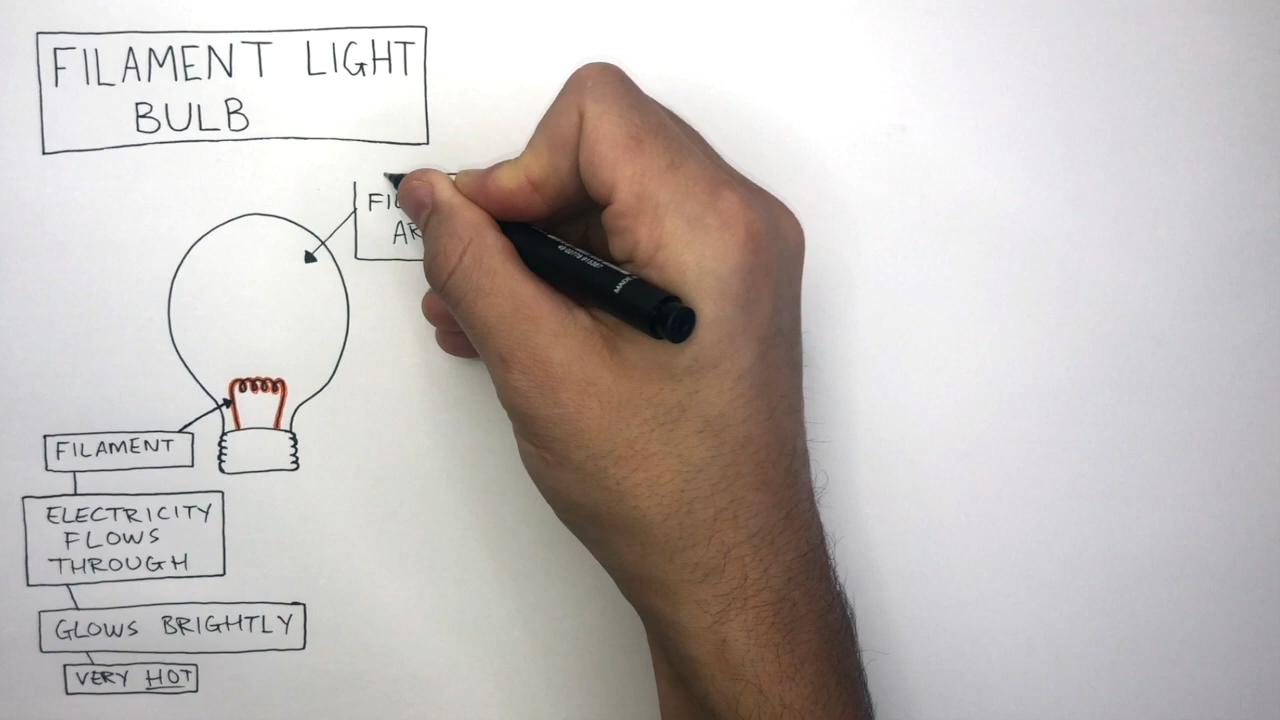 FILAMENT LIGHT
BULB
FILAMENT
ELECTRICITY
FLOWS
THROUGH
GLOWS BRIGHTLY
VERY HOT